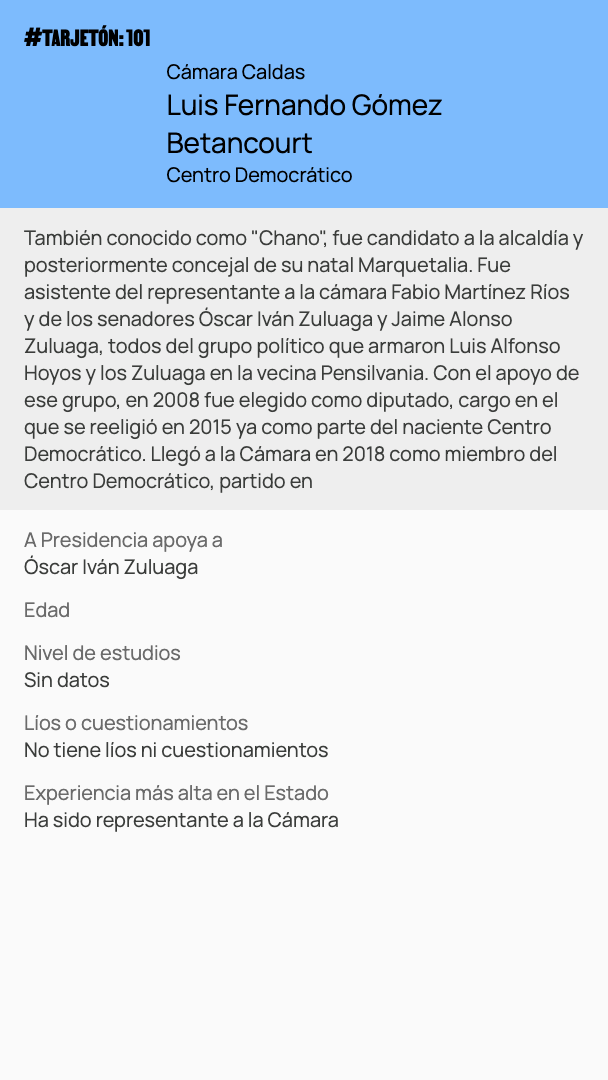 #TARJETÓN: 101
Cámara Caldas
Luis Fernando Gómez
Betancourt
Centro Democrático
También conocido como "Chano", fue candidato a la alcaldía y
posteriormente concejal de su natal Marquetalia. Fue
asistente del representante a la cámara Fabio Martínez Ríos
y de los senadores Óscar Iván Zuluaga y Jaime Alonso
Zuluaga, todos del grupo político que armaron Luis Alfonso
Hoyos y los Zuluaga en la vecina Pensilvania. Con el apoyo de
ese grupo, en 2008 fue elegido como diputado, cargo en el
que se reeligió en 2015 ya como parte del naciente Centro
Democrático. Llegó a la Cámara en 2018 como miembro del
Centro Democrático, partido en
A Presidencia apoya a
Óscar Iván Zuluaga
Edad
Nivel de estudios
Sin datos
Líos o cuestionamientos
No tiene líos ni cuestionamientos
Experiencia más alta en el Estado
Ha sido representante a la Cámara